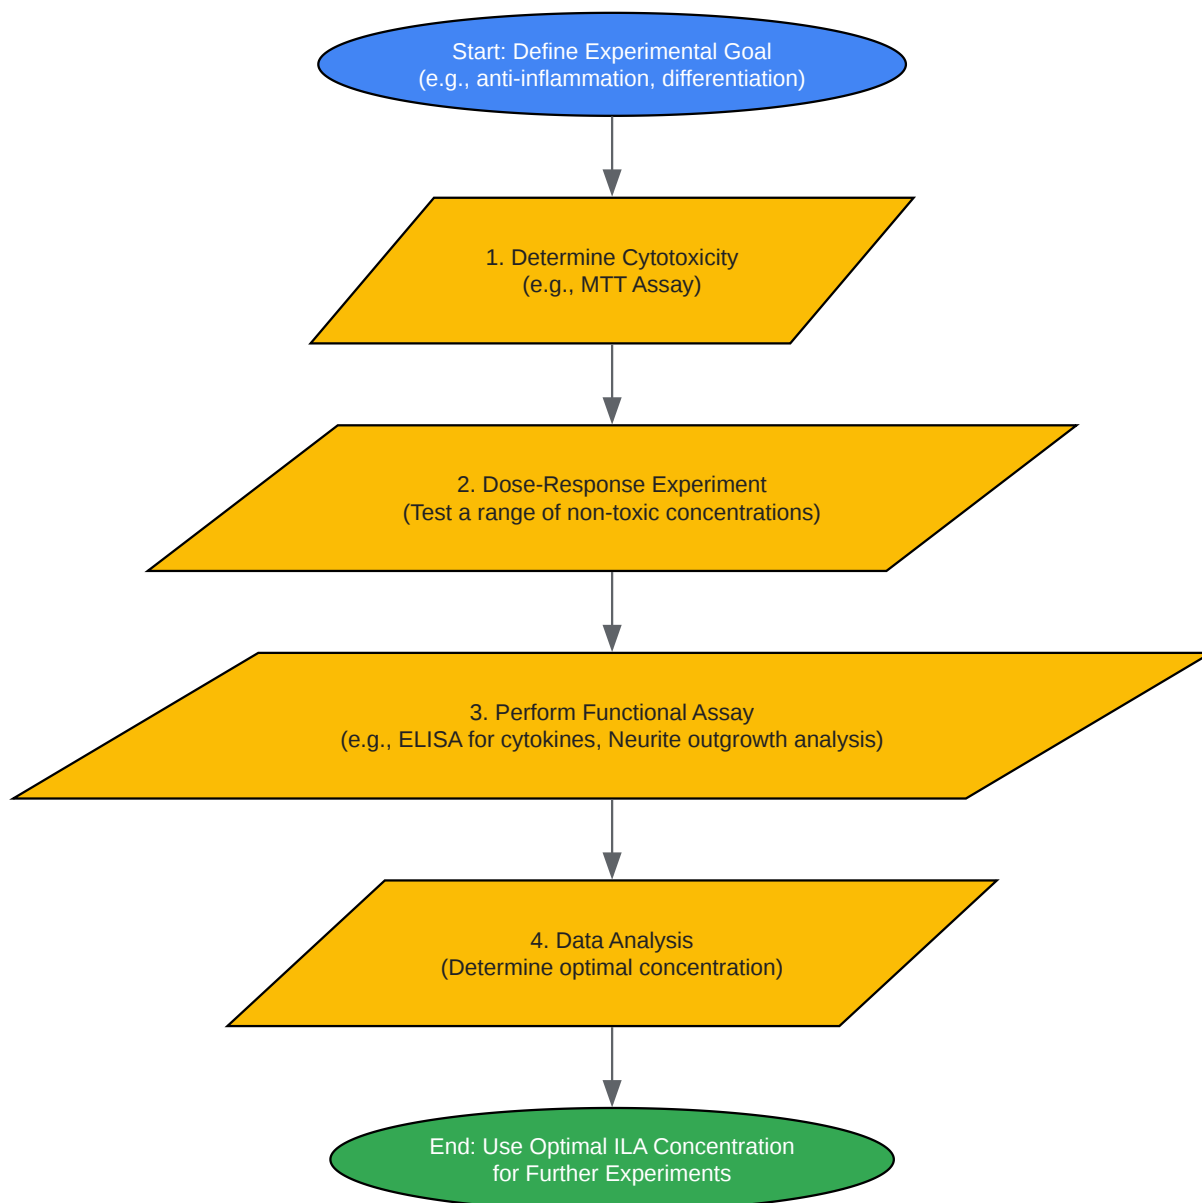 Start: Define Experimental Goal
(e.g., anti-inflammation, differentiation)
1. Determine Cytotoxicity
(e.g., MTT Assay)
2. Dose-Response Experiment
(Test a range of non-toxic concentrations)
3. Perform Functional Assay
(e.g., ELISA for cytokines, Neurite outgrowth analysis)
4. Data Analysis
(Determine optimal concentration)
End: Use Optimal ILA Concentration
for Further Experiments